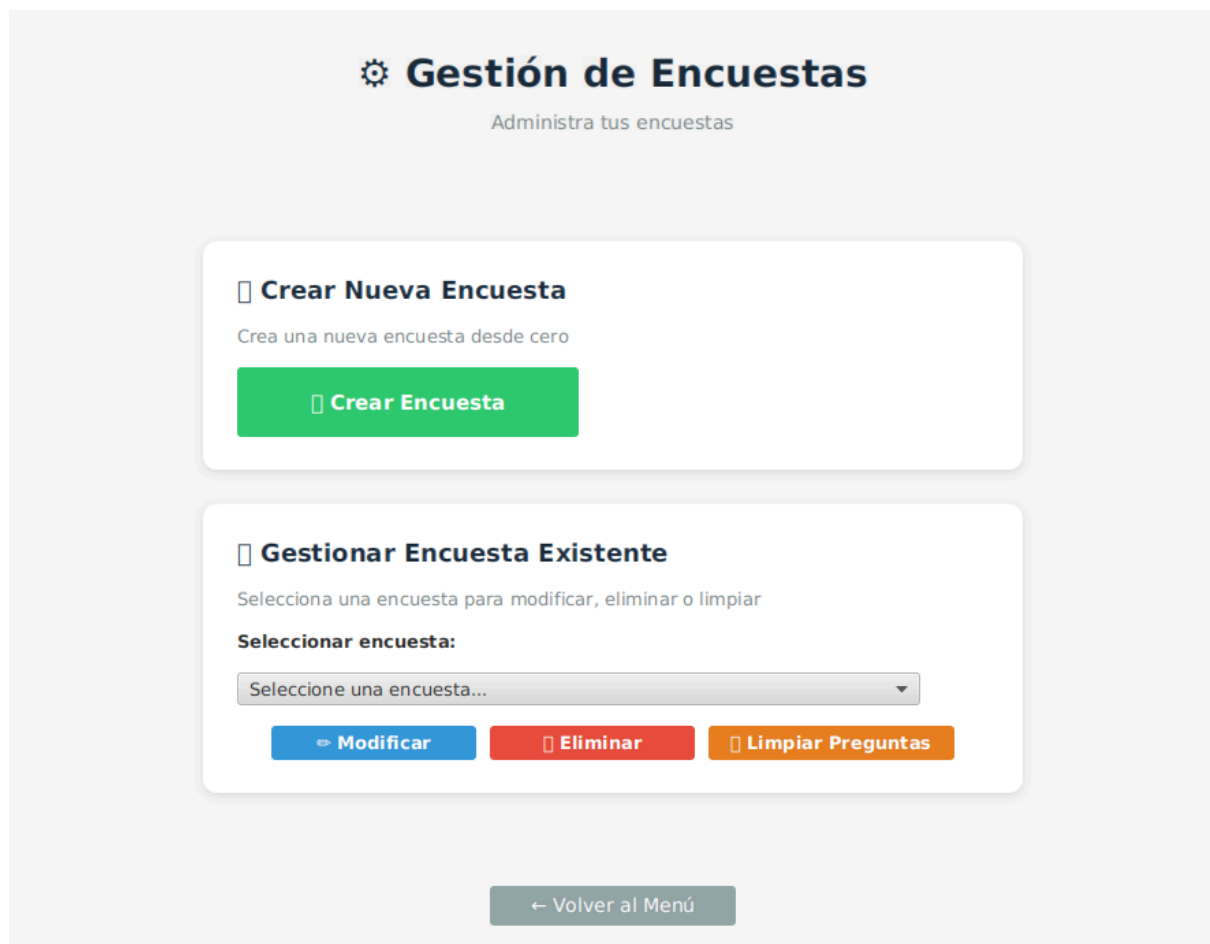 ⚙ Gestión de Encuestas
Administra tus encuestas
Crear Nueva Encuesta
Crea una nueva encuesta desde cero
Crear Encuesta
Gestionar Encuesta Existente
Selecciona una encuesta para modificar, eliminar o limpiar
Seleccionar encuesta:
Seleccione una encuesta...
✏ Modificar
Eliminar
Limpiar Preguntas
← Volver al Menú